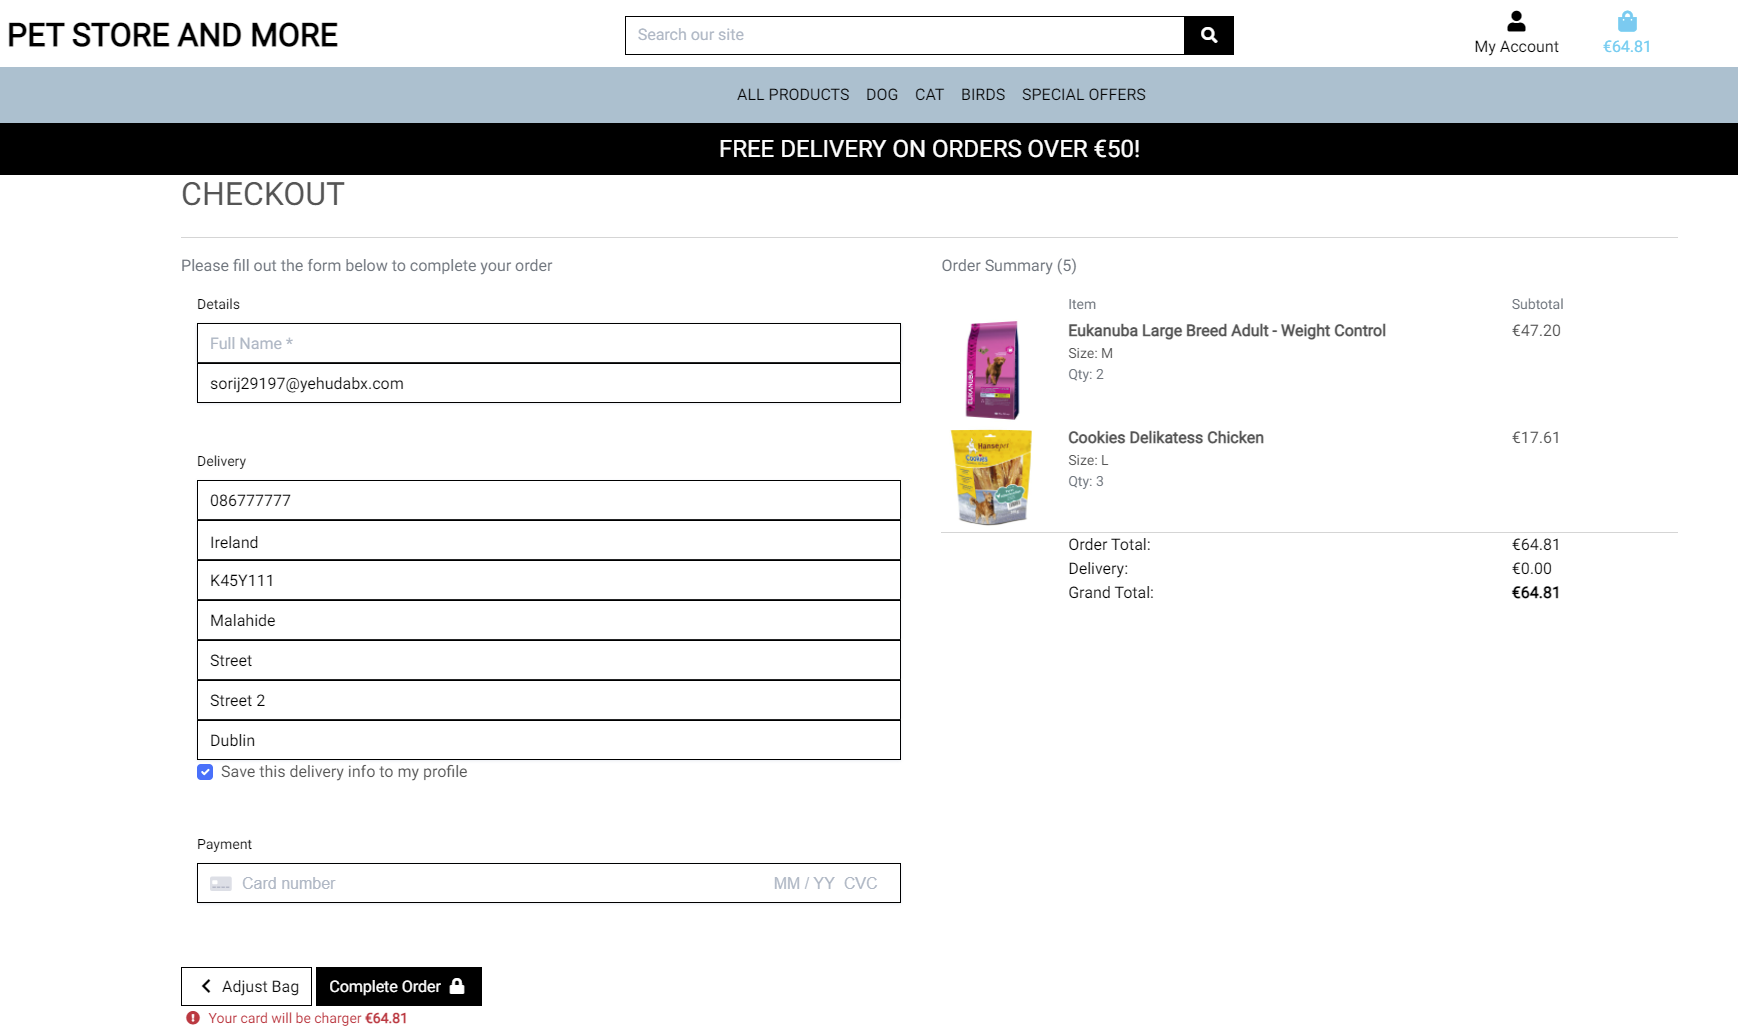 PET STORE AND MORE
Search our site
My Account
€64.81
ALL PRODUCTS DOG CAT BIRDS SPECIAL OFFERS
FREE DELIVERY ON ORDERS OVER €50!
CHECKOUT
Please fill out the form below to complete your order
Details
Full Name *
sorij29197@yehudabx.com
Delivery
086777777
Ireland
K45Y111
Malahide
Street
Street 2
Dublin
Save this delivery info to my profile
Payment
Card number MM / YY CVC
Adjust Bag
Complete Order
Your card will be charger €64.81
Order Summary (5)
Item Subtotal
EUKANUBA
Eukanuba Large Breed Adult - Weight Control €47.20
Size: M
Qty: 2
Hansepet
Cookies
Cookies Delikatess Chicken €17.61
Size: L
Qty: 3
Order Total: €64.81
Delivery: €0.00
Grand Total: €64.81